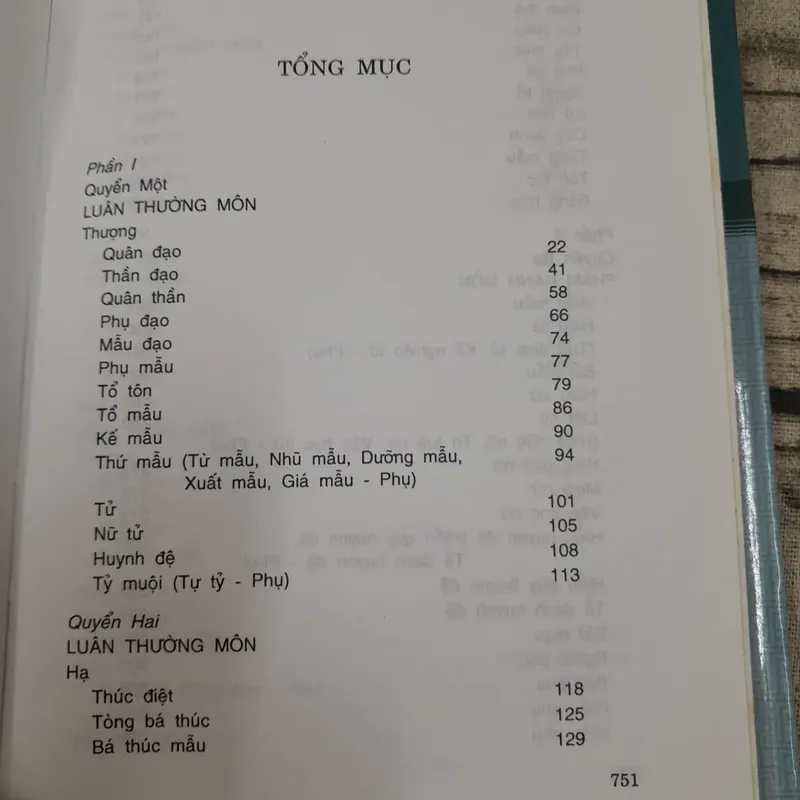 TỔNG MỤC
Phần I
Quyển Một
LUÂN THƯỜNG MÔN
Thượng
Quân đạo 22
Thần đạo 41
Quân thần 58
Phụ đạo 66
Mẫu đạo 74
Phụ mẫu 77
Tổ tôn 79
Tổ mẫu 86
Kế mẫu 90
Thứ mẫu (Từ mẫu, Nhũ mẫu, Dưỡng mẫu, 94
Xuất mẫu, Giá mẫu - Phụ)
Tử 101
Nữ tử 105
Huynh đệ 108
Tỷ muội (Tự tỷ - Phụ) 113
Quyển Hai
LUÂN THƯỜNG MÔN
Hạ
Thúc điệt 118
Tòng bá thúc 125
Bá thúc mẫu 129
751